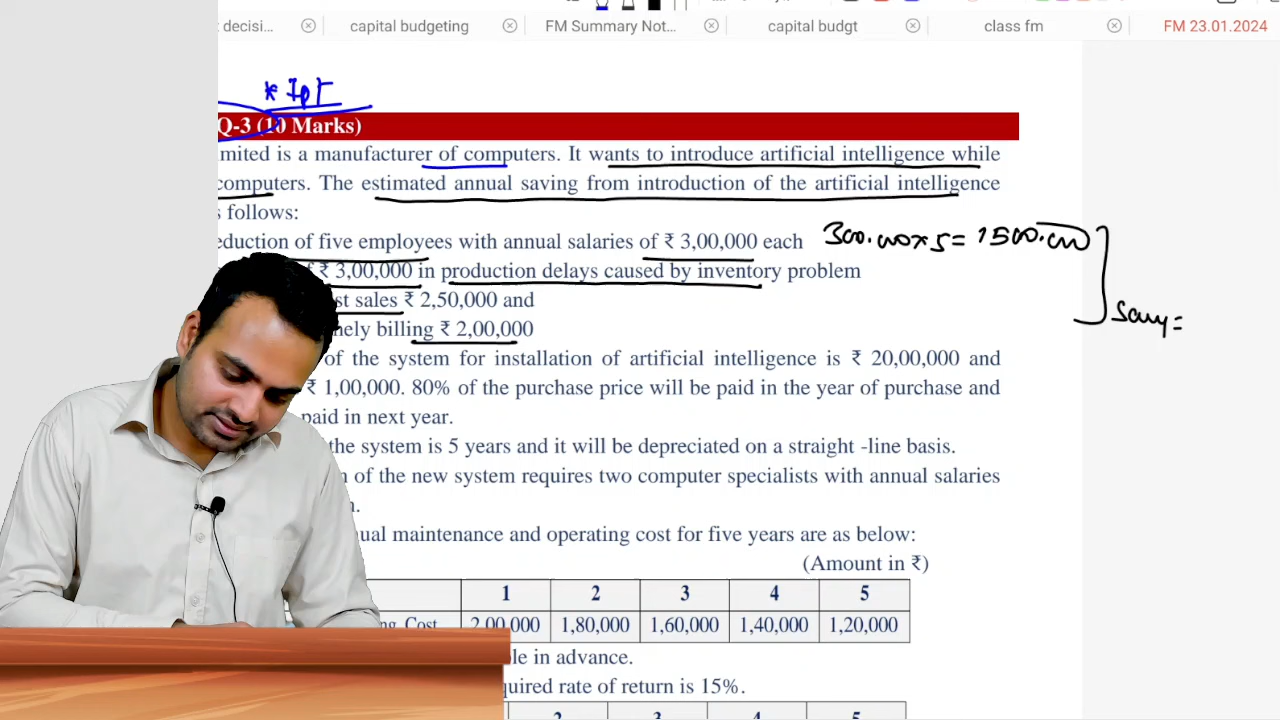 decisi...
capital budgeting
FM Summary Not...
capital budgt
class fm
FM 23.01.2024
* Ipt
Q-3 (10 Marks)
mited is a manufacturer of computers. It wants to introduce artificial intelligence while
computers. The estimated annual saving from introduction of the artificial intelligence
s follows:
eduction of five employees with annual salaries of ₹ 3,00,000 each 300.000x5= 1500.000
₹ 3,00,000 in production delays caused by inventory problem
st sales ₹ 2,50,000 and
nely billing ₹ 2,00,000
of the system for installation of artificial intelligence is ₹ 20,00,000 and
₹ 1,00,000. 80% of the purchase price will be paid in the year of purchase and
paid in next year.
the system is 5 years and it will be depreciated on a straight -line basis.
n of the new system requires two computer specialists with annual salaries
n.
ual maintenance and operating cost for five years are as below:
(Amount in ₹)
1 2 3 4 5
ng Cost 2,00,000 1,80,000 1,60,000 1,40,000 1,20,000
le in advance.
quired rate of return is 15%.
2 3 4 5